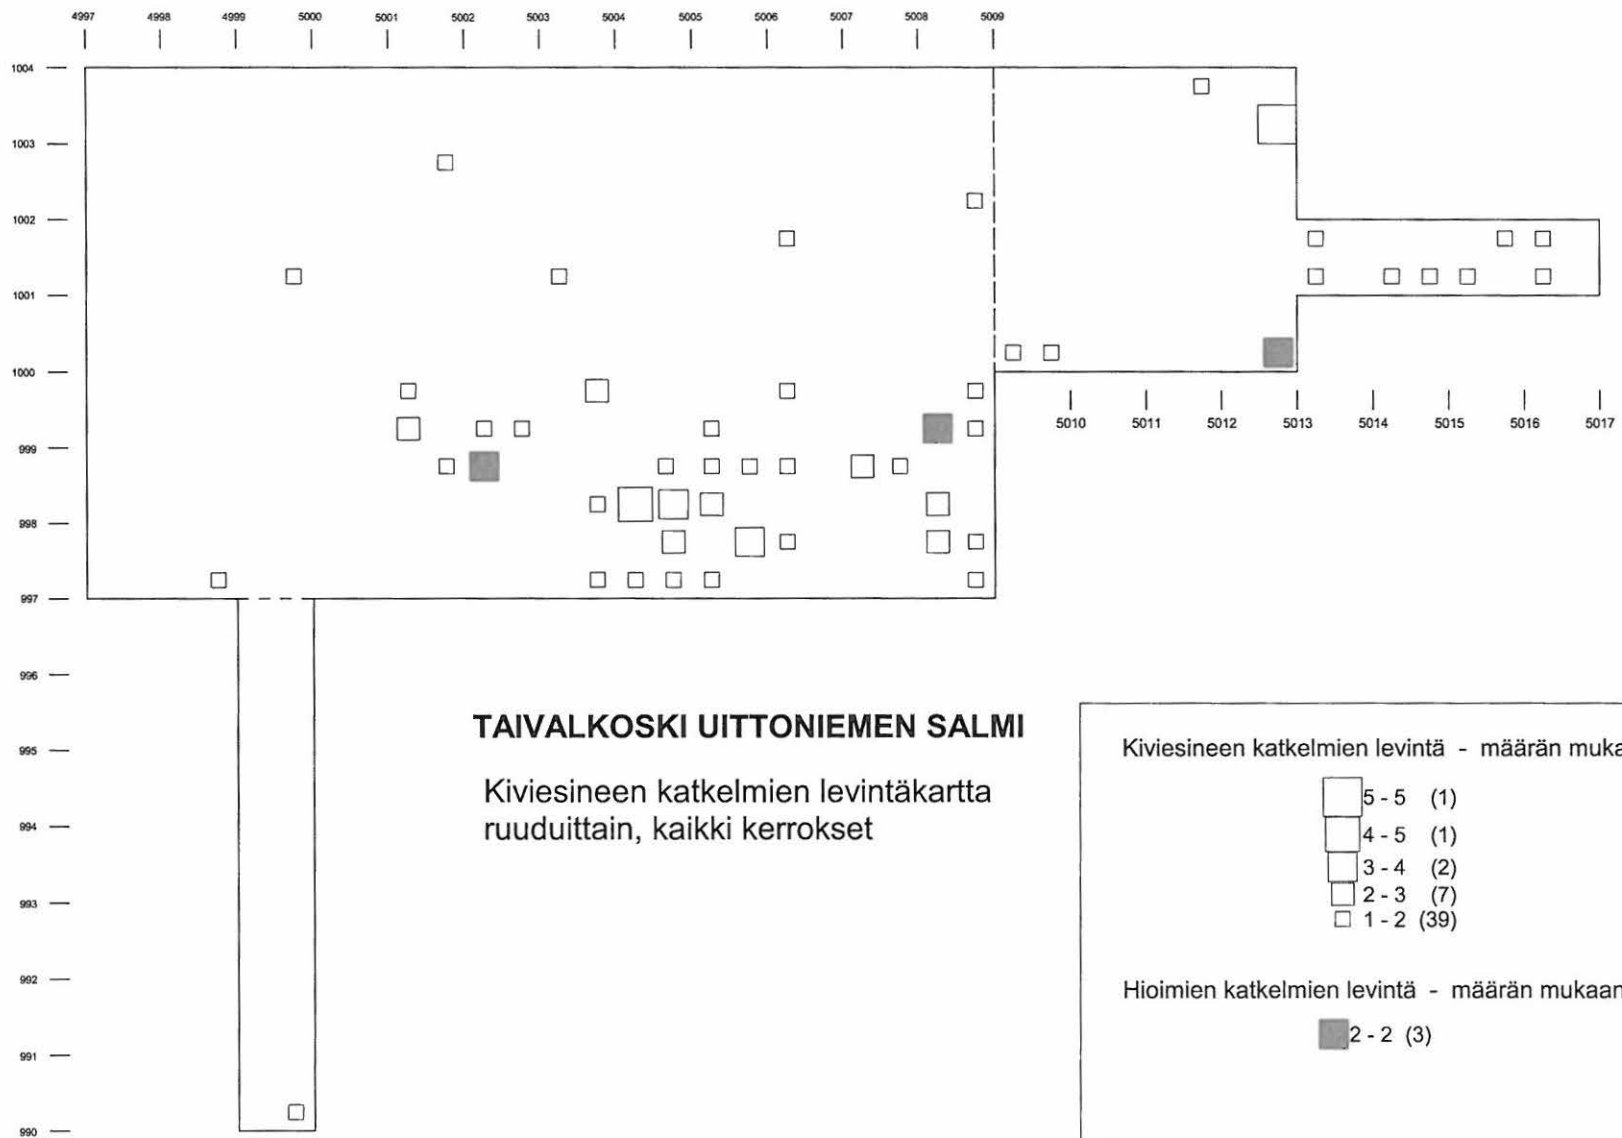 4997 4998 4999 5000 5001 5002 5003 5004 5005 5006 5007 5008 5009
1004
1003
1002
1001
1000
5010 5011 5012 5013 5014 5015 5016 5017
999
998
997
996
995
994
993
992
991
990
TAIVALKOSKI UITTONIEMEN SALMI
Kiviesineen katkelmien levintäkartta
ruuduittain, kaikki kerrokset
Kiviesineen katkelmien levintä - määrän muka
5 - 5 (1)
4 - 5 (1)
3 - 4 (2)
2 - 3 (7)
1 - 2 (39)
Hioimien katkelmien levintä - määrän mukaan
2 - 2 (3)